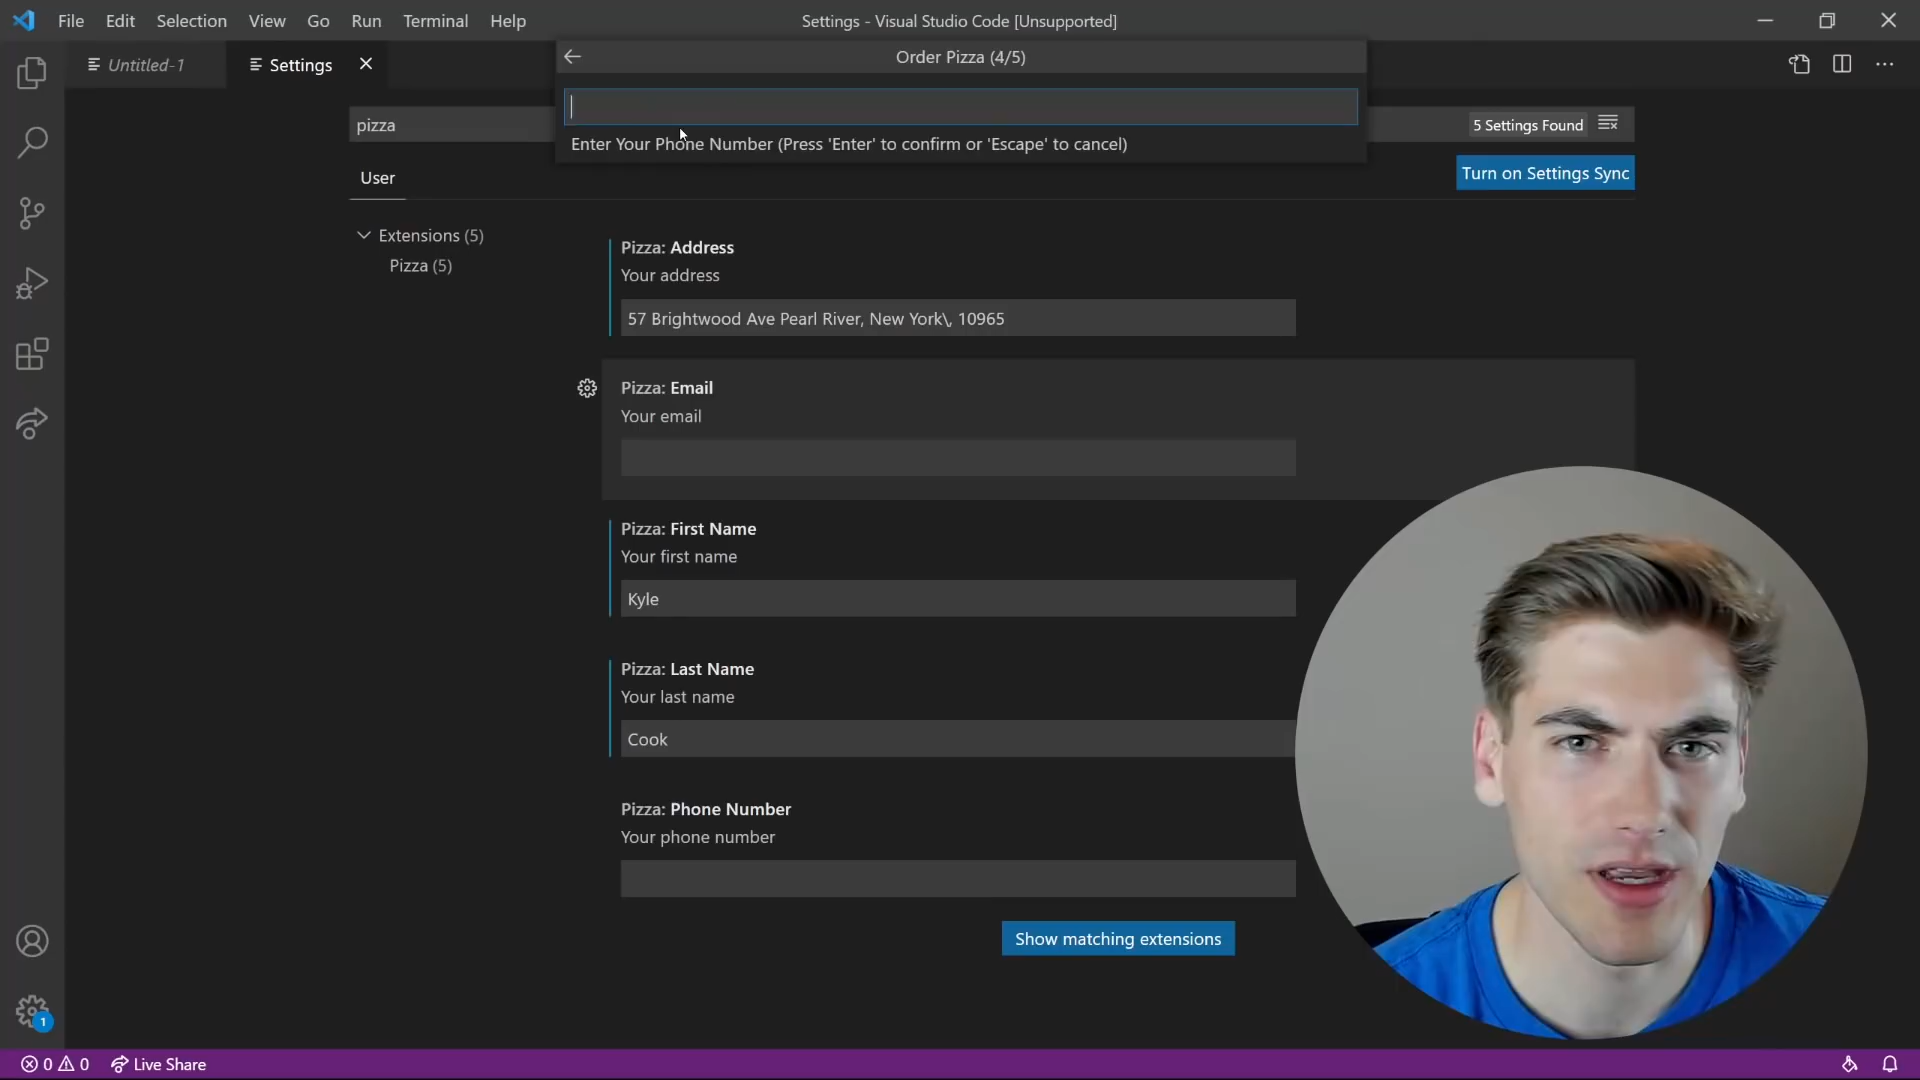 File Edit Selection View Go Run Terminal Help
Settings - Visual Studio Code [Unsupported]
Untitled-1
Settings
Order Pizza (4/5)
pizza
5 Settings Found
Enter Your Phone Number (Press 'Enter' to confirm or 'Escape' to cancel)
User
Turn on Settings Sync
Extensions (5)
Pizza (5)
Pizza: Address
Your address
57 Brightwood Ave Pearl River, New York\, 10965
Pizza: Email
Your email
Pizza: First Name
Your first name
Kyle
Pizza: Last Name
Your last name
Cook
Pizza: Phone Number
Your phone number
Show matching extensions
1
0 0 Live Share